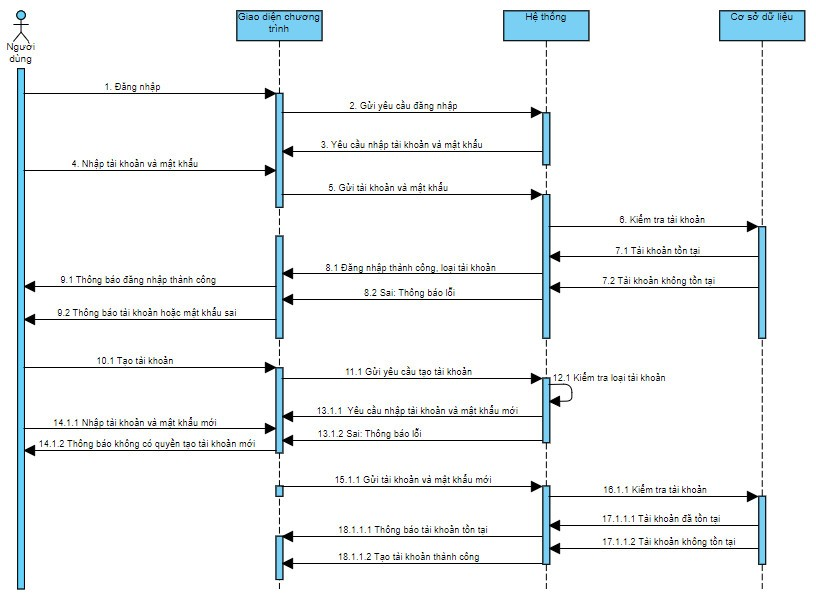 Giao diện chương
trình
Hệ thống
Cơ sở dữ liệu
Người
dùng
1. Đăng nhập
2. Gửi yêu cầu đăng nhập
3. Yêu cầu nhập tài khoản và mật khẩu
4. Nhập tài khoản và mật khẩu
5. Gửi tài khoản và mật khẩu
6. Kiểm tra tài khoản
7.1 Tài khoản tồn tại
8.1 Đăng nhập thành công, loại tài khoản
9.1 Thông báo đăng nhập thành công
7.2 Tài khoản không tồn tại
8.2 Sai: Thông báo lỗi
9.2 Thông báo tài khoản hoặc mật khẩu sai
10.1 Tạo tài khoản
11.1 Gửi yêu cầu tạo tài khoản
12.1 Kiểm tra loại tài khoản
13.1.1 Yêu cầu nhập tài khoản và mật khẩu mới
14.1.1 Nhập tài khoản và mật khẩu mới
13.1.2 Sai: Thông báo lỗi
14.1.2 Thông báo không có quyền tạo tài khoản mới
15.1.1 Gửi tài khoản và mật khẩu mới
16.1.1 Kiểm tra tài khoản
17.1.1.1 Tài khoản đã tồn tại
18.1.1.1 Thông báo tài khoản tồn tại
17.1.1.2 Tài khoản không tồn tại
18.1.1.2 Tạo tài khoản thành công